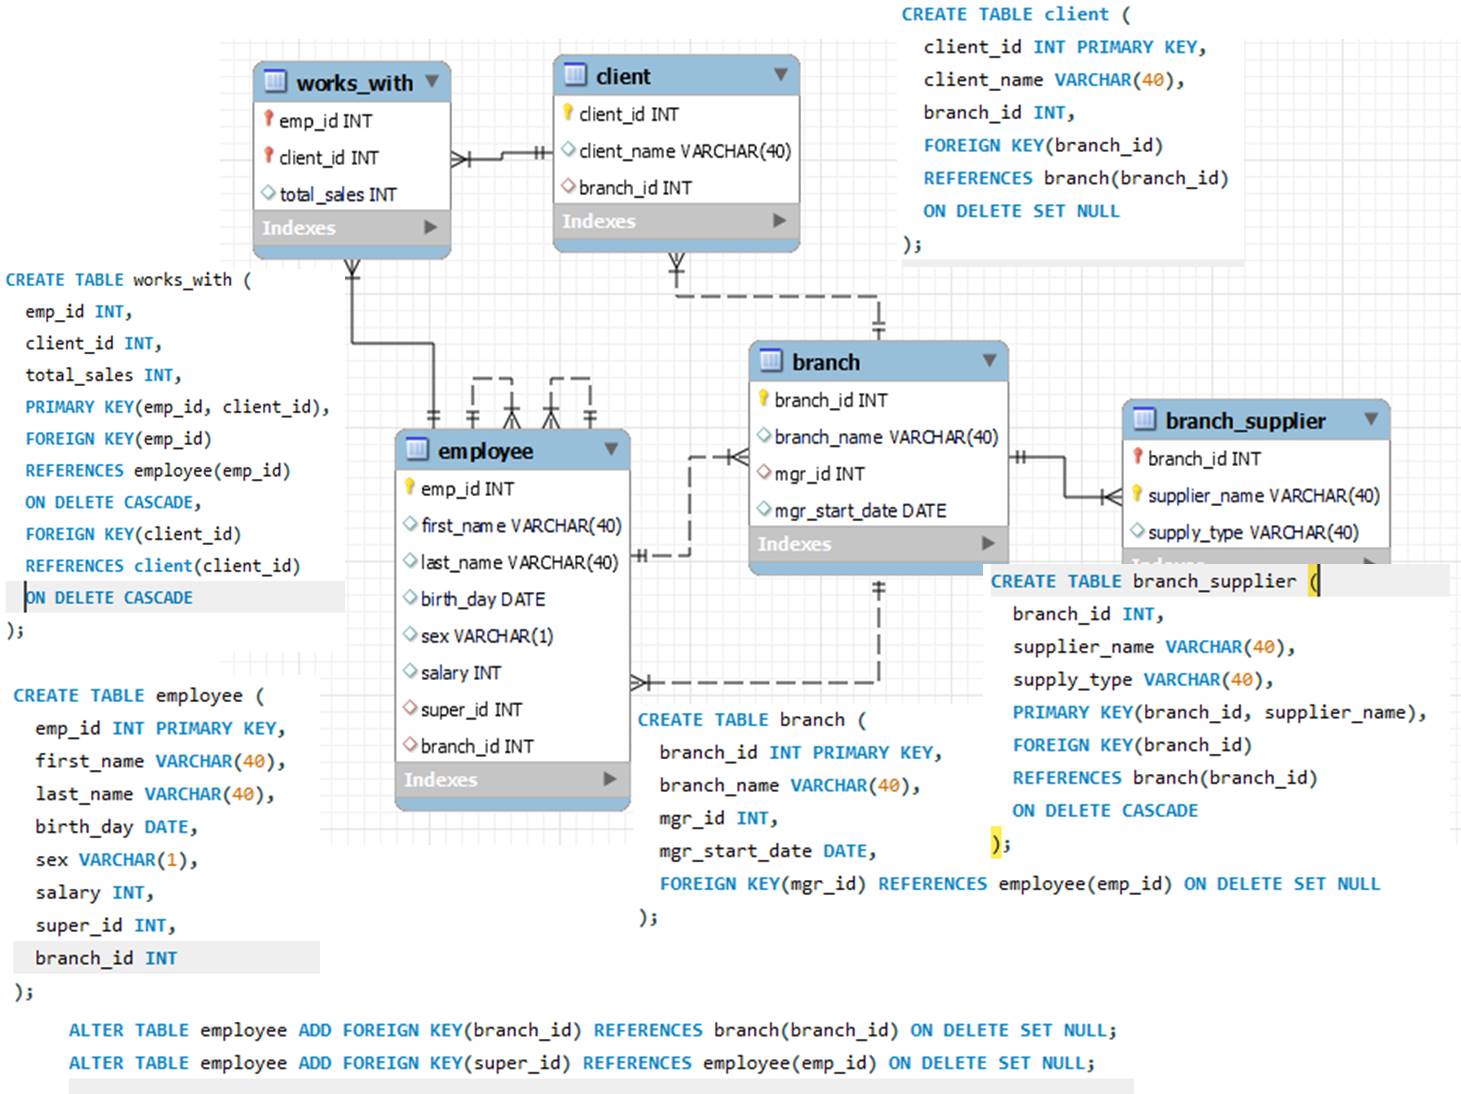 works_with
emp_id INT
client_id INT
total_sales INT
Indexes
client
client_id INT
client_name VARCHAR(40)
branch_id INT
Indexes
CREATE TABLE client (
client_id INT PRIMARY KEY,
client_name VARCHAR(40),
branch_id INT,
FOREIGN KEY(branch_id)
REFERENCES branch(branch_id)
ON DELETE SET NULL
);
CREATE TABLE works_with (
emp_id INT,
client_id INT,
total_sales INT,
PRIMARY KEY(emp_id, client_id),
FOREIGN KEY(emp_id)
REFERENCES employee(emp_id)
ON DELETE CASCADE,
FOREIGN KEY(client_id)
REFERENCES client(client_id)
ON DELETE CASCADE
);
employee
emp_id INT
first_name VARCHAR(40)
last_name VARCHAR(40)
birth_day DATE
sex VARCHAR(1)
salary INT
super_id INT
branch_id INT
Indexes
branch
branch_id INT
branch_name VARCHAR(40)
mgr_id INT
mgr_start_date DATE
Indexes
branch_supplier
branch_id INT
supplier_name VARCHAR(40)
supply_type VARCHAR(40)
Indexes
CREATE TABLE branch_supplier (
branch_id INT,
supplier_name VARCHAR(40),
supply_type VARCHAR(40),
PRIMARY KEY(branch_id, supplier_name),
FOREIGN KEY(branch_id)
REFERENCES branch(branch_id)
ON DELETE CASCADE
);
CREATE TABLE employee (
emp_id INT PRIMARY KEY,
first_name VARCHAR(40),
last_name VARCHAR(40),
birth_day DATE,
sex VARCHAR(1),
salary INT,
super_id INT,
branch_id INT
);
CREATE TABLE branch (
branch_id INT PRIMARY KEY,
branch_name VARCHAR(40),
mgr_id INT,
mgr_start_date DATE,
FOREIGN KEY(mgr_id) REFERENCES employee(emp_id) ON DELETE SET NULL
);
ALTER TABLE employee ADD FOREIGN KEY(branch_id) REFERENCES branch(branch_id) ON DELETE SET NULL;
ALTER TABLE employee ADD FOREIGN KEY(super_id) REFERENCES employee(emp_id) ON DELETE SET NULL;